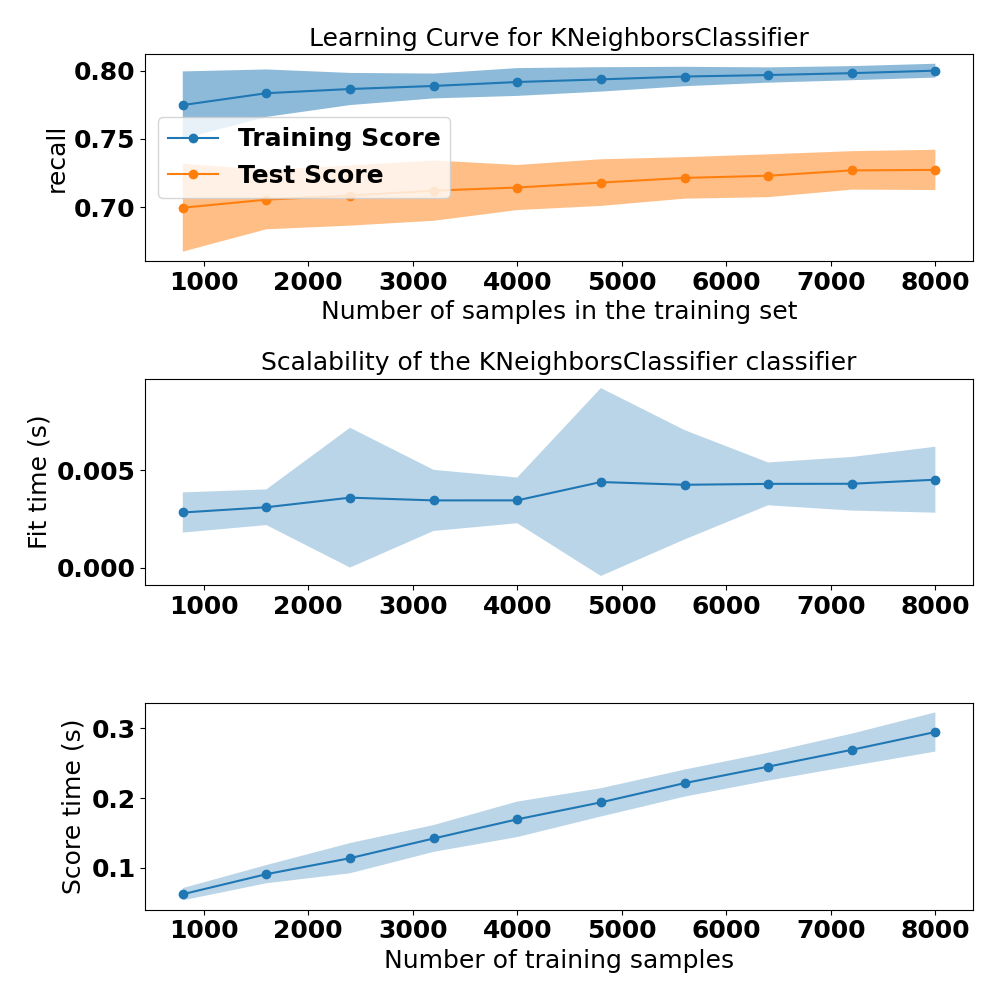 Learning Curve for KNeighborsClassifier
0.80
0.75
0.70
recall
Training Score
Test Score
1000 2000 3000 4000 5000 6000 7000 8000
Number of samples in the training set
Scalability of the KNeighborsClassifier classifier
0.005
0.000
Fit time (s)
1000 2000 3000 4000 5000 6000 7000 8000
0.3
0.2
0.1
Score time (s)
1000 2000 3000 4000 5000 6000 7000 8000
Number of training samples